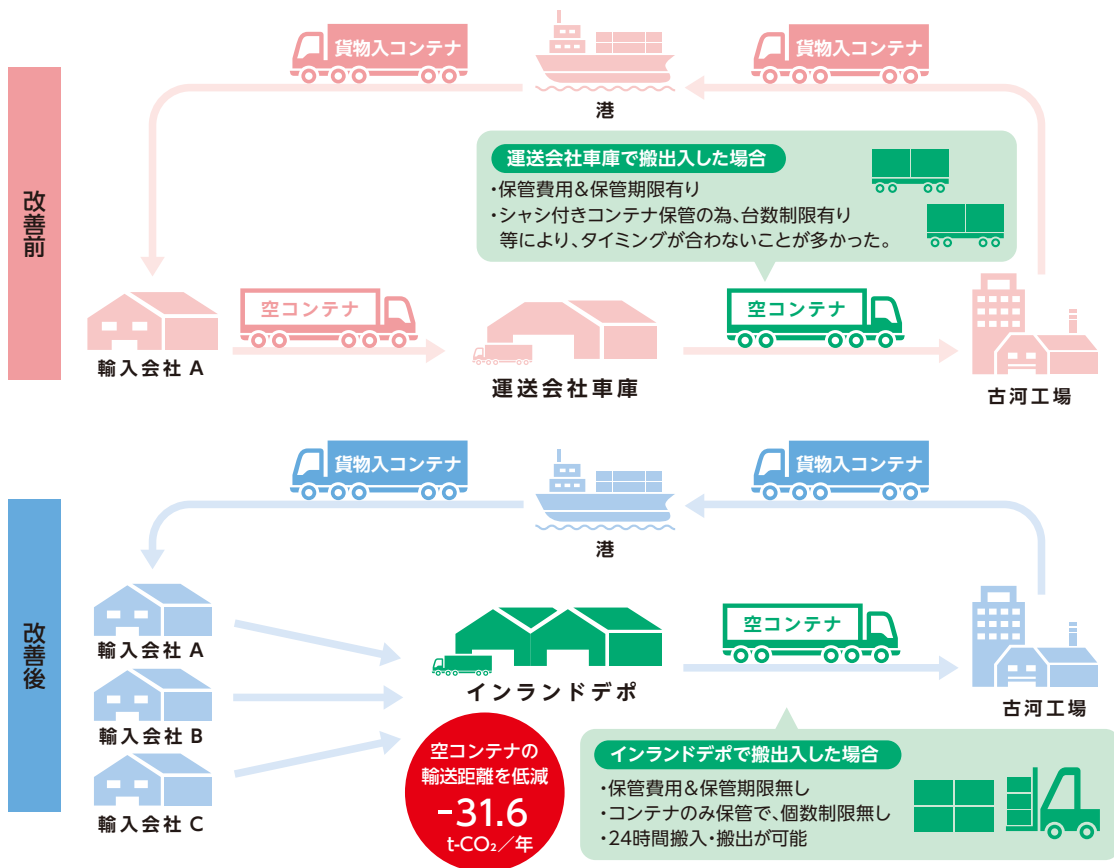 改善前
貨物入コンテナ
貨物入コンテナ
港
運送会社車庫で搬出入した場合
・保管費用&保管期限有り
・シャシ付きコンテナ保管の為、台数制限有り
等により、タイミングが合わないことが多かった。
空コンテナ
空コンテナ
輸入会社 A
運送会社車庫
古河工場
改善後
貨物入コンテナ
貨物入コンテナ
港
輸入会社 A
輸入会社 B
輸入会社 C
インランドデポ
空コンテナ
古河工場
空コンテナの
輸送距離を低減
-31.6
t-CO₂/年
インランドデポで搬出入した場合
・保管費用&保管期限無し
・コンテナのみ保管で、個数制限無し
・24時間搬入・搬出が可能